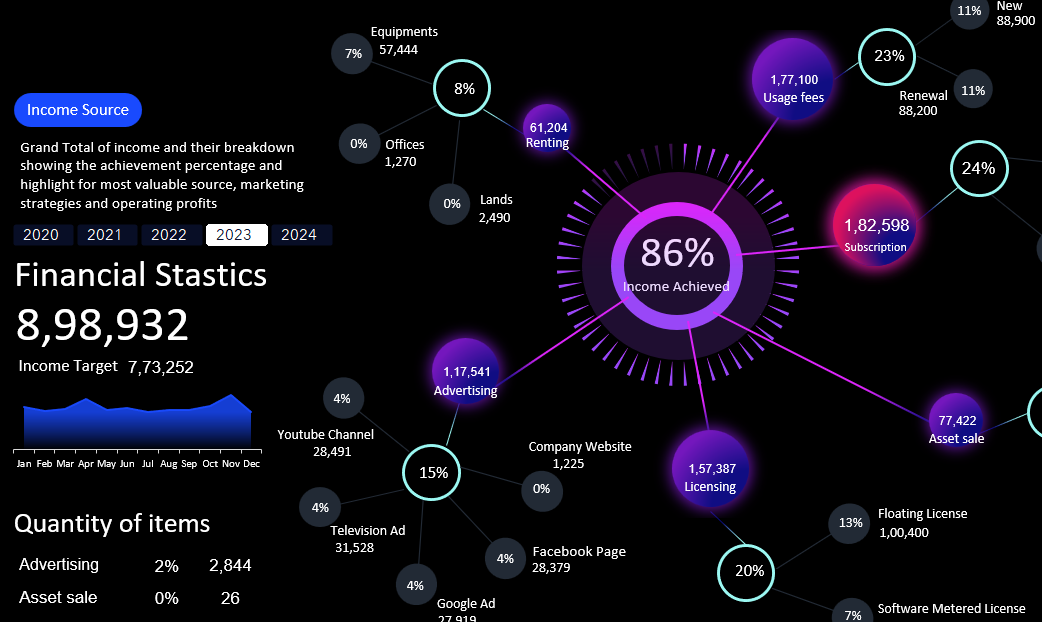 Income Source
Grand Total of income and their breakdown
showing the achievement percentage and
highlight for most valuable source, marketing
strategies and operating profits
2020 2021 2022 2023 2024
Financial Stastics
8,98,932
Income Target 7,73,252
Jan Feb Mar Apr May Jun Jul Aug Sep Oct Nov Dec
Quantity of items
Advertising 2% 2,844
Asset sale 0% 26
Equipments
57,444
7%
8%
0%
Offices
1,270
0%
Lands
2,490
61,204
Renting
86%
Income Achieved
1,77,100
Usage fees
23%
11%
New
88,900
11%
Renewal
88,200
24%
1,82,598
Subscription
77,422
Asset sale
1,57,387
Licensing
20%
13%
Floating License
1,00,400
7%
Software Metered License
1,17,541
Advertising
15%
4%
Youtube Channel
28,491
4%
Television Ad
31,528
4%
Google Ad
27,919
4%
Facebook Page
28,379
Company Website
1,225
0%